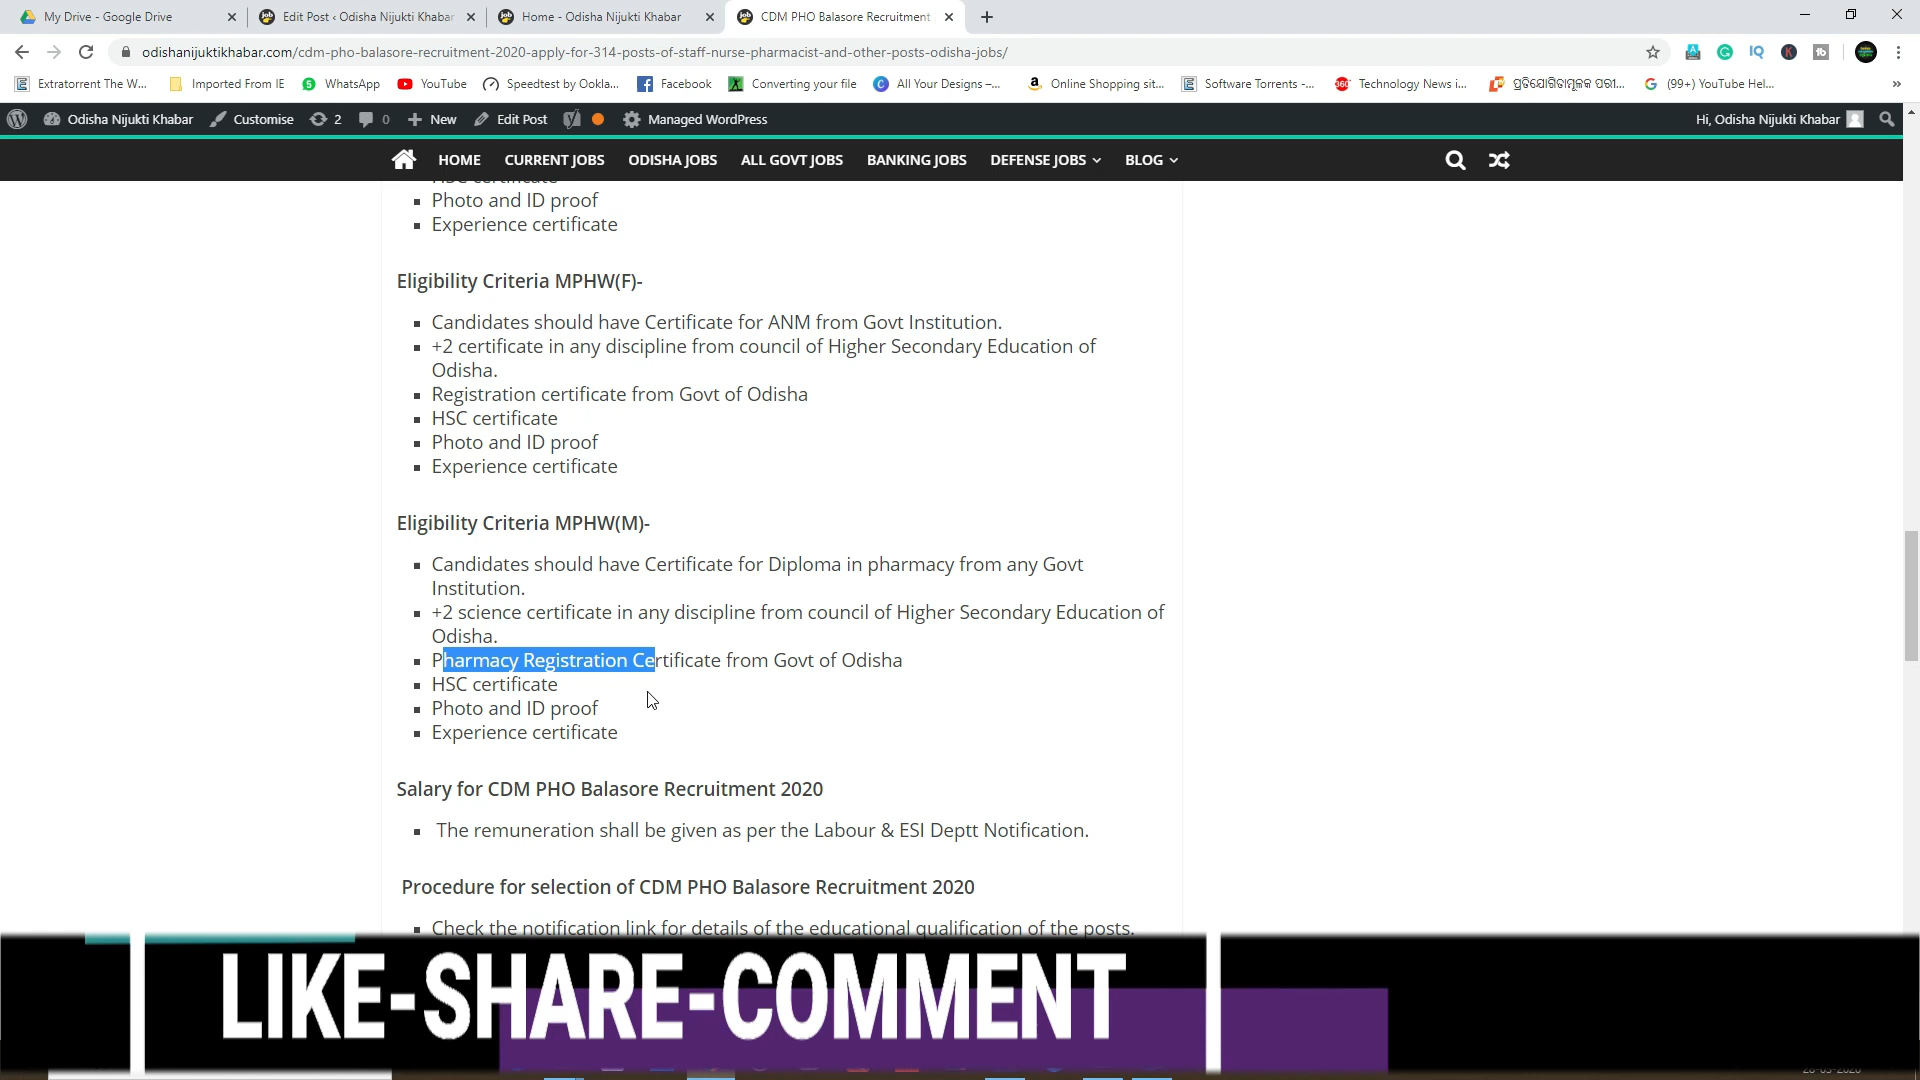 My Drive - Google Drive
Edit Post ‹ Odisha Nijukti Khabar
Home - Odisha Nijukti Khabar
CDM PHO Balasore Recruitment
odishanijuktikhabar.com/cdm-pho-balasore-recruitment-2020-apply-for-314-posts-of-staff-nurse-pharmacist-and-other-posts-odisha-jobs/
Extratorrent The W...
Imported From IE
WhatsApp
YouTube
Speedtest by Ookla...
Facebook
Converting your file
All Your Designs –...
Online Shopping sit...
Software Torrents -...
Technology News i...
ପ୍ରତିଯୋଗିତାମୂଳକ ପରୀ...
(99+) YouTube Hel...
Odisha Nijukti Khabar
Customise
2
0
New
Edit Post
Managed WordPress
Hi, Odisha Nijukti Khabar
HOME
CURRENT JOBS
ODISHA JOBS
ALL GOVT JOBS
BANKING JOBS
DEFENSE JOBS
BLOG
HSC certificate
Photo and ID proof
Experience certificate
Eligibility Criteria MPHW(F)-
Candidates should have Certificate for ANM from Govt Institution.
+2 certificate in any discipline from council of Higher Secondary Education of
Odisha.
Registration certificate from Govt of Odisha
HSC certificate
Photo and ID proof
Experience certificate
Eligibility Criteria MPHW(M)-
Candidates should have Certificate for Diploma in pharmacy from any Govt
Institution.
+2 science certificate in any discipline from council of Higher Secondary Education of
Odisha.
Pharmacy Registration Certificate from Govt of Odisha
HSC certificate
Photo and ID proof
Experience certificate
Salary for CDM PHO Balasore Recruitment 2020
The remuneration shall be given as per the Labour & ESI Deptt Notification.
Procedure for selection of CDM PHO Balasore Recruitment 2020
Check the notification link for details of the educational qualification of the posts.
LIKE-SHARE-COMMENT